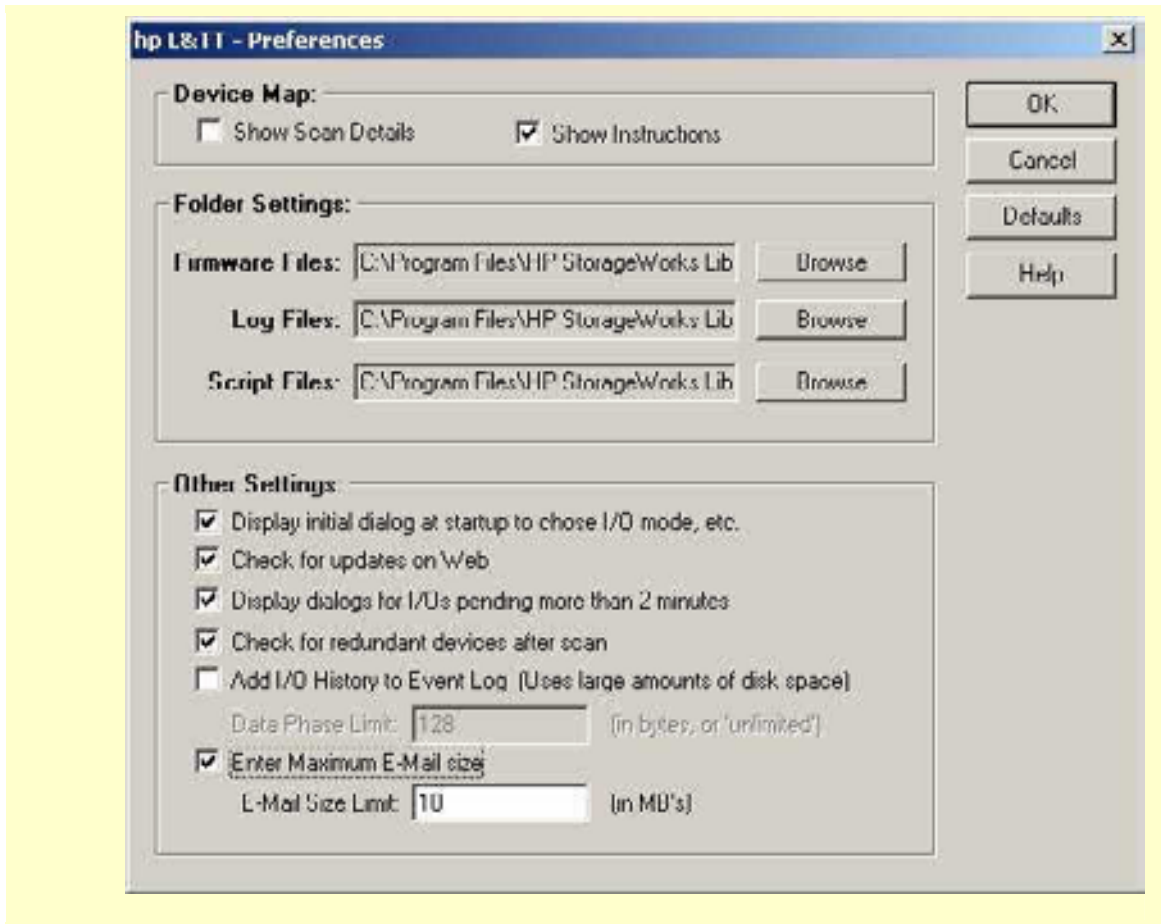 hp L&TT - Preferences
Device Map:
Show Scan Details
Show Instructions
OK
Cancel
Defaults
Help
Folder Settings:
Firmware Files: C:\Program Files\HP StorageWorks Lib Browse
Log Files: C:\Program Files\HP StorageWorks Lib Browse
Script Files: C:\Program Files\HP StorageWorks Lib Browse
Other Settings
Display initial dialog at startup to chose I/O mode, etc.
Check for updates on Web
Display dialogs for I/Os pending more than 2 minutes
Check for redundant devices after scan
Add I/O History to Event Log (Uses large amounts of disk space)
Data Phase Limit: 128 (in bytes, or 'unlimited')
Enter Maximum E-Mail size
E-Mail Size Limit: 10 (in MB's)